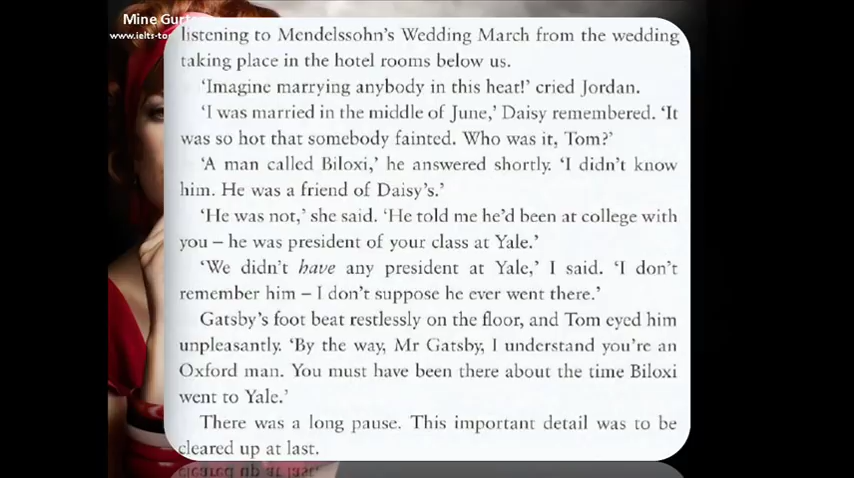 Mine
www.ielts-to
listening to Mendelssohn's Wedding March from the wedding
taking place in the hotel rooms below us.
'Imagine marrying anybody in this heat!' cried Jordan.
'I was married in the middle of June,' Daisy remembered. 'It
was so hot that somebody fainted. Who was it, Tom?'
'A man called Biloxi,' he answered shortly. 'I didn't know
him. He was a friend of Daisy's.'
'He was not,' she said. 'He told me he'd been at college with
you – he was president of your class at Yale.'
'We didn't have any president at Yale,' I said. 'I don't
remember him – I don't suppose he ever went there.'
Gatsby's foot beat restlessly on the floor, and Tom eyed him
unpleasantly. 'By the way, Mr Gatsby, I understand you're an
Oxford man. You must have been there about the time Biloxi
went to Yale.'
There was a long pause. This important detail was to be
cleared up at last.